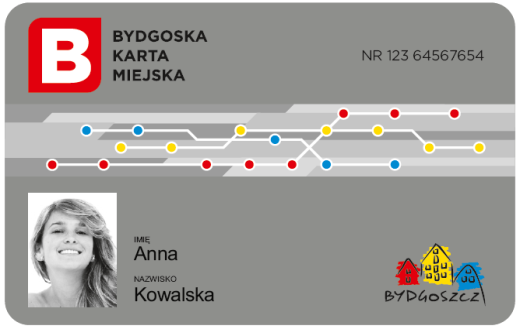 B
BYDGOSKA
KARTA
MIEJSKA
NR 123 64567654
IMIĘ
Anna
NAZWISKO
Kowalska
BYDGOSZCZ